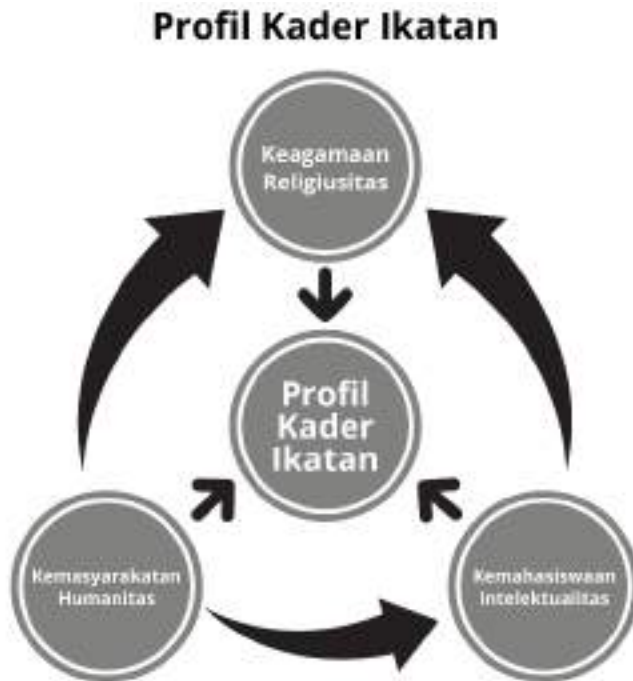 Profil Kader Ikatan
Keagamaan
Religiusitas
Profil
Kader
Ikatan
Kemasyarakatan
Humanitas
Kemahasiswaan
Intelektualitas